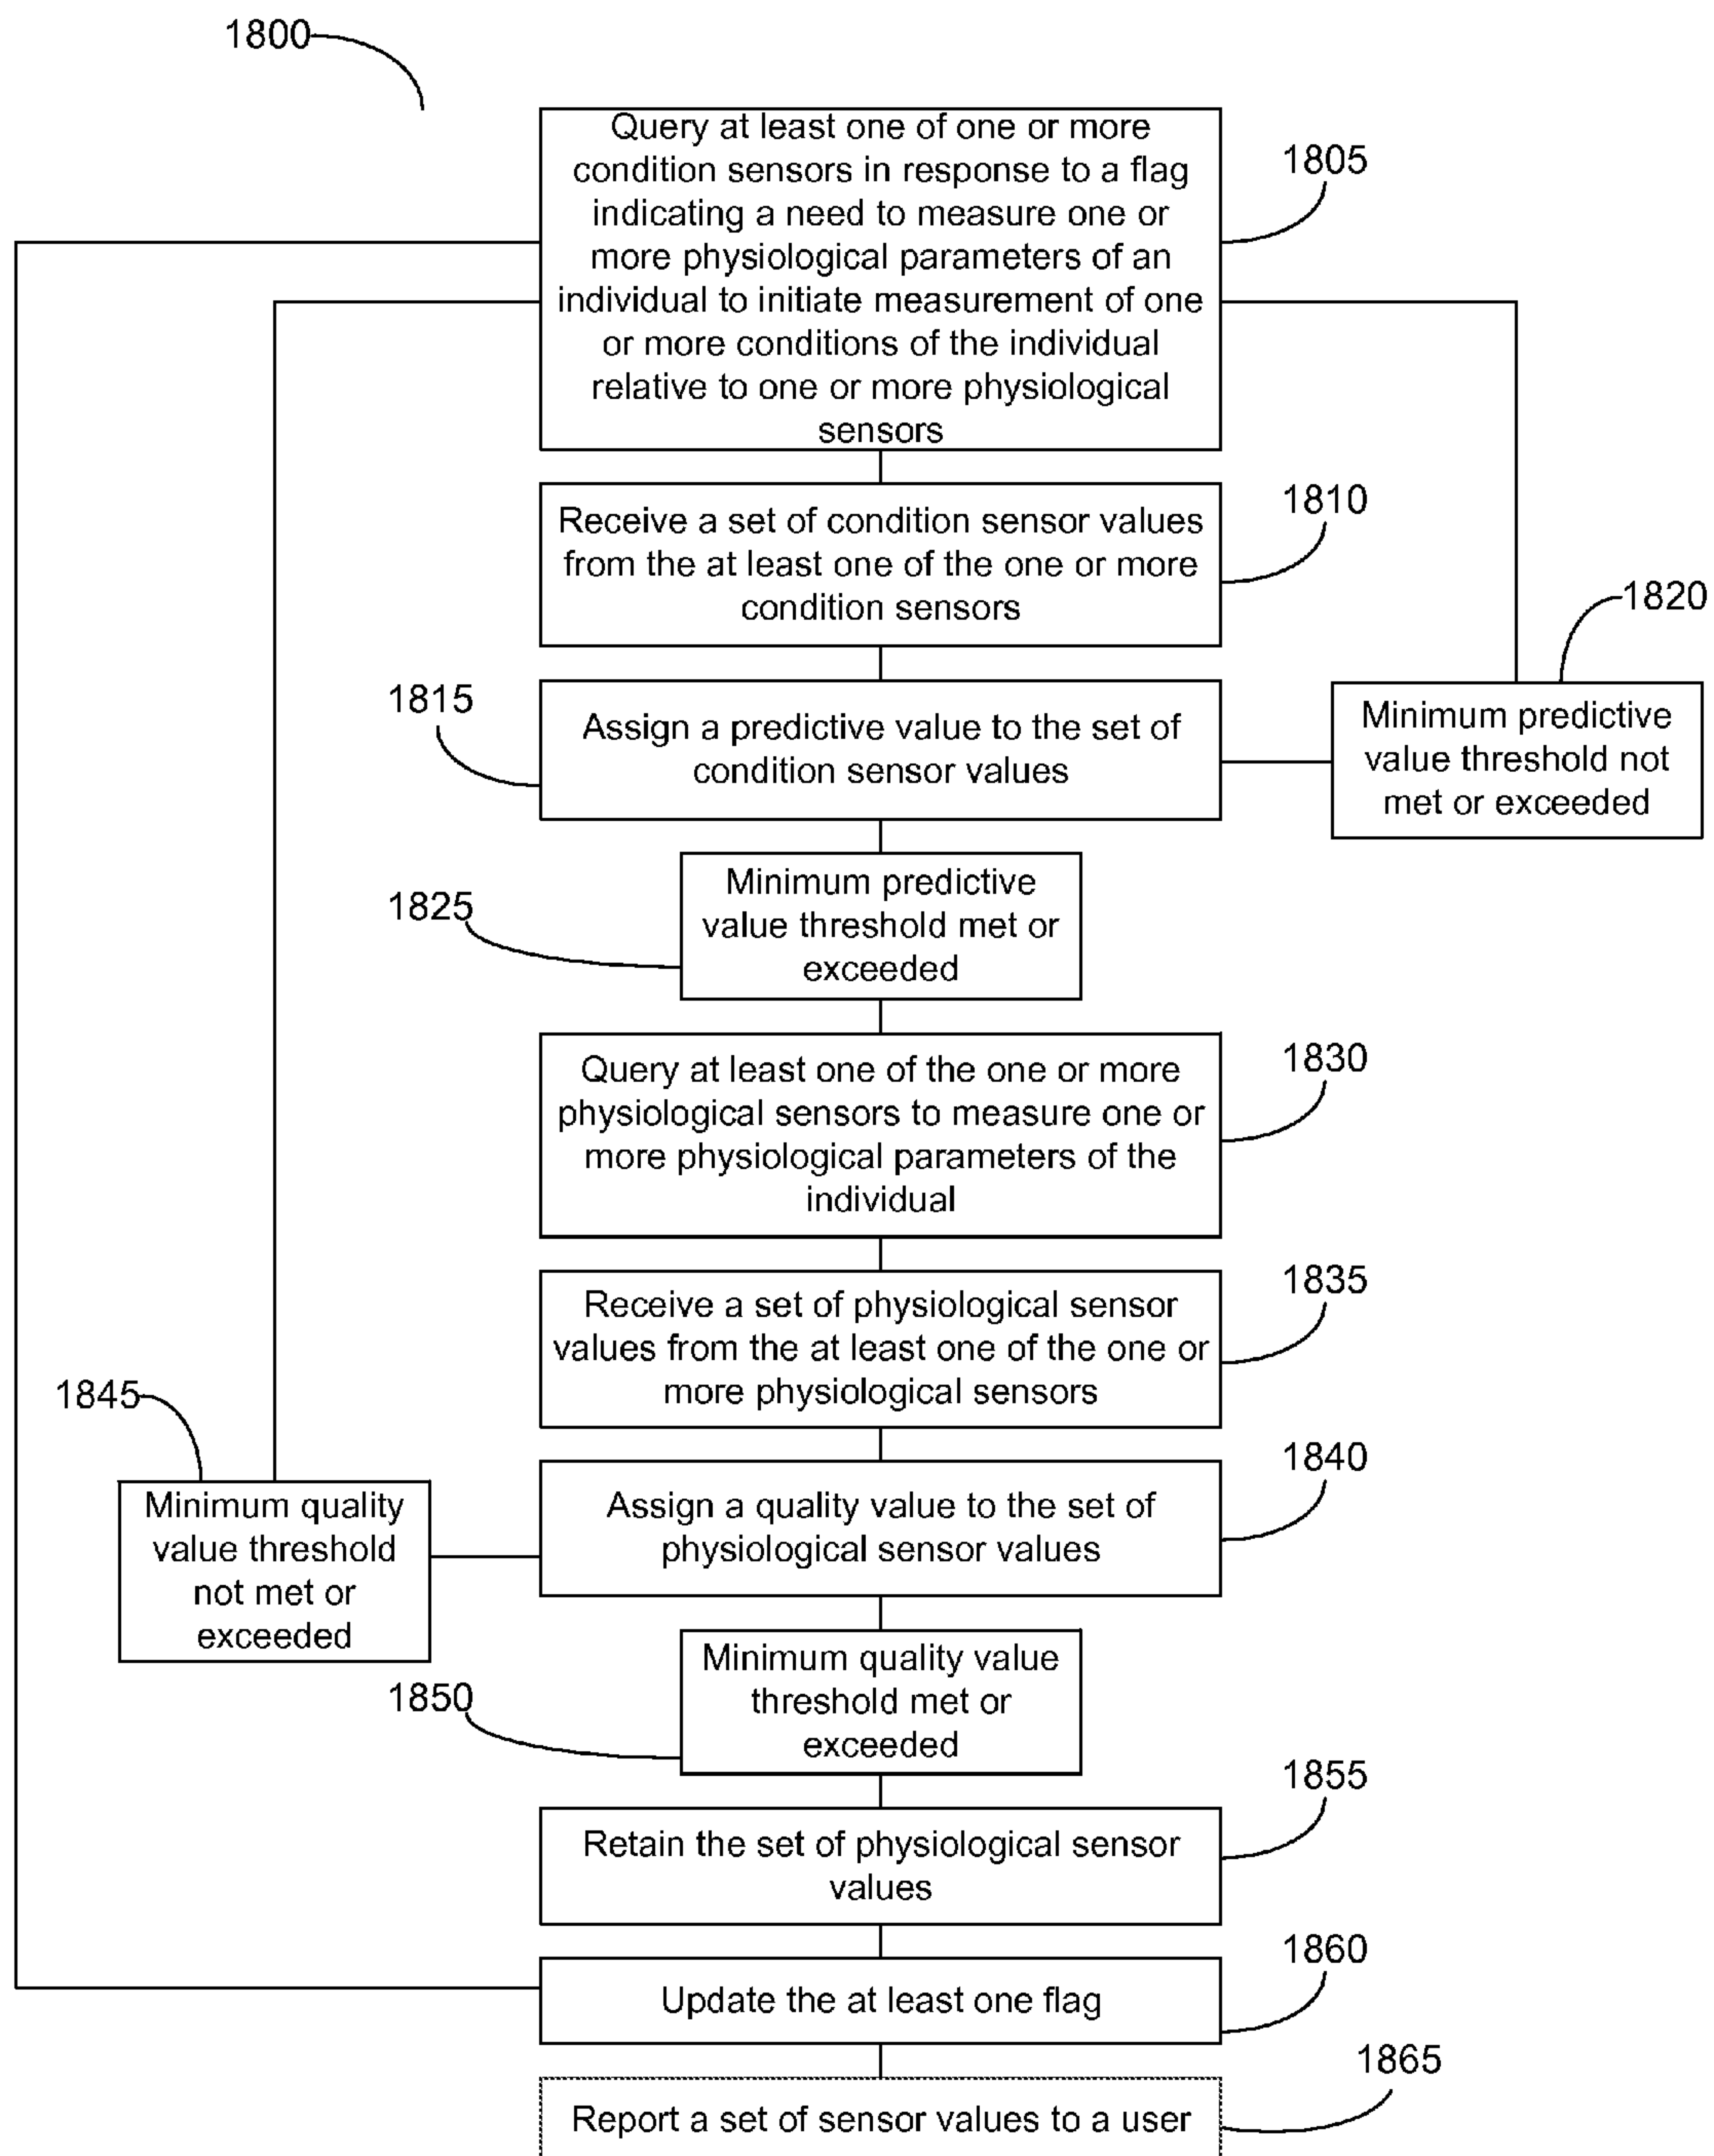 1800
Query at least one of one or more
condition sensors in response to a flag
indicating a need to measure one or
more physiological parameters of an
individual to initiate measurement of one
or more conditions of the individual
relative to one or more physiological
sensors
1805
Receive a set of condition sensor values
from the at least one of the one or more
condition sensors
1810
1820
1815
Assign a predictive value to the set of
condition sensor values
Minimum predictive
value threshold not
met or exceeded
1825
Minimum predictive
value threshold met or
exceeded
Query at least one of the one or more
physiological sensors to measure one or
more physiological parameters of the
individual
1830
Receive a set of physiological sensor
values from the at least one of the one or
more physiological sensors
1835
1845
Minimum quality
value threshold
not met or
exceeded
Assign a quality value to the set of
physiological sensor values
1840
1850
Minimum quality value
threshold met or
exceeded
Retain the set of physiological sensor
values
1855
Update the at least one flag
1860
Report a set of sensor values to a user
1865